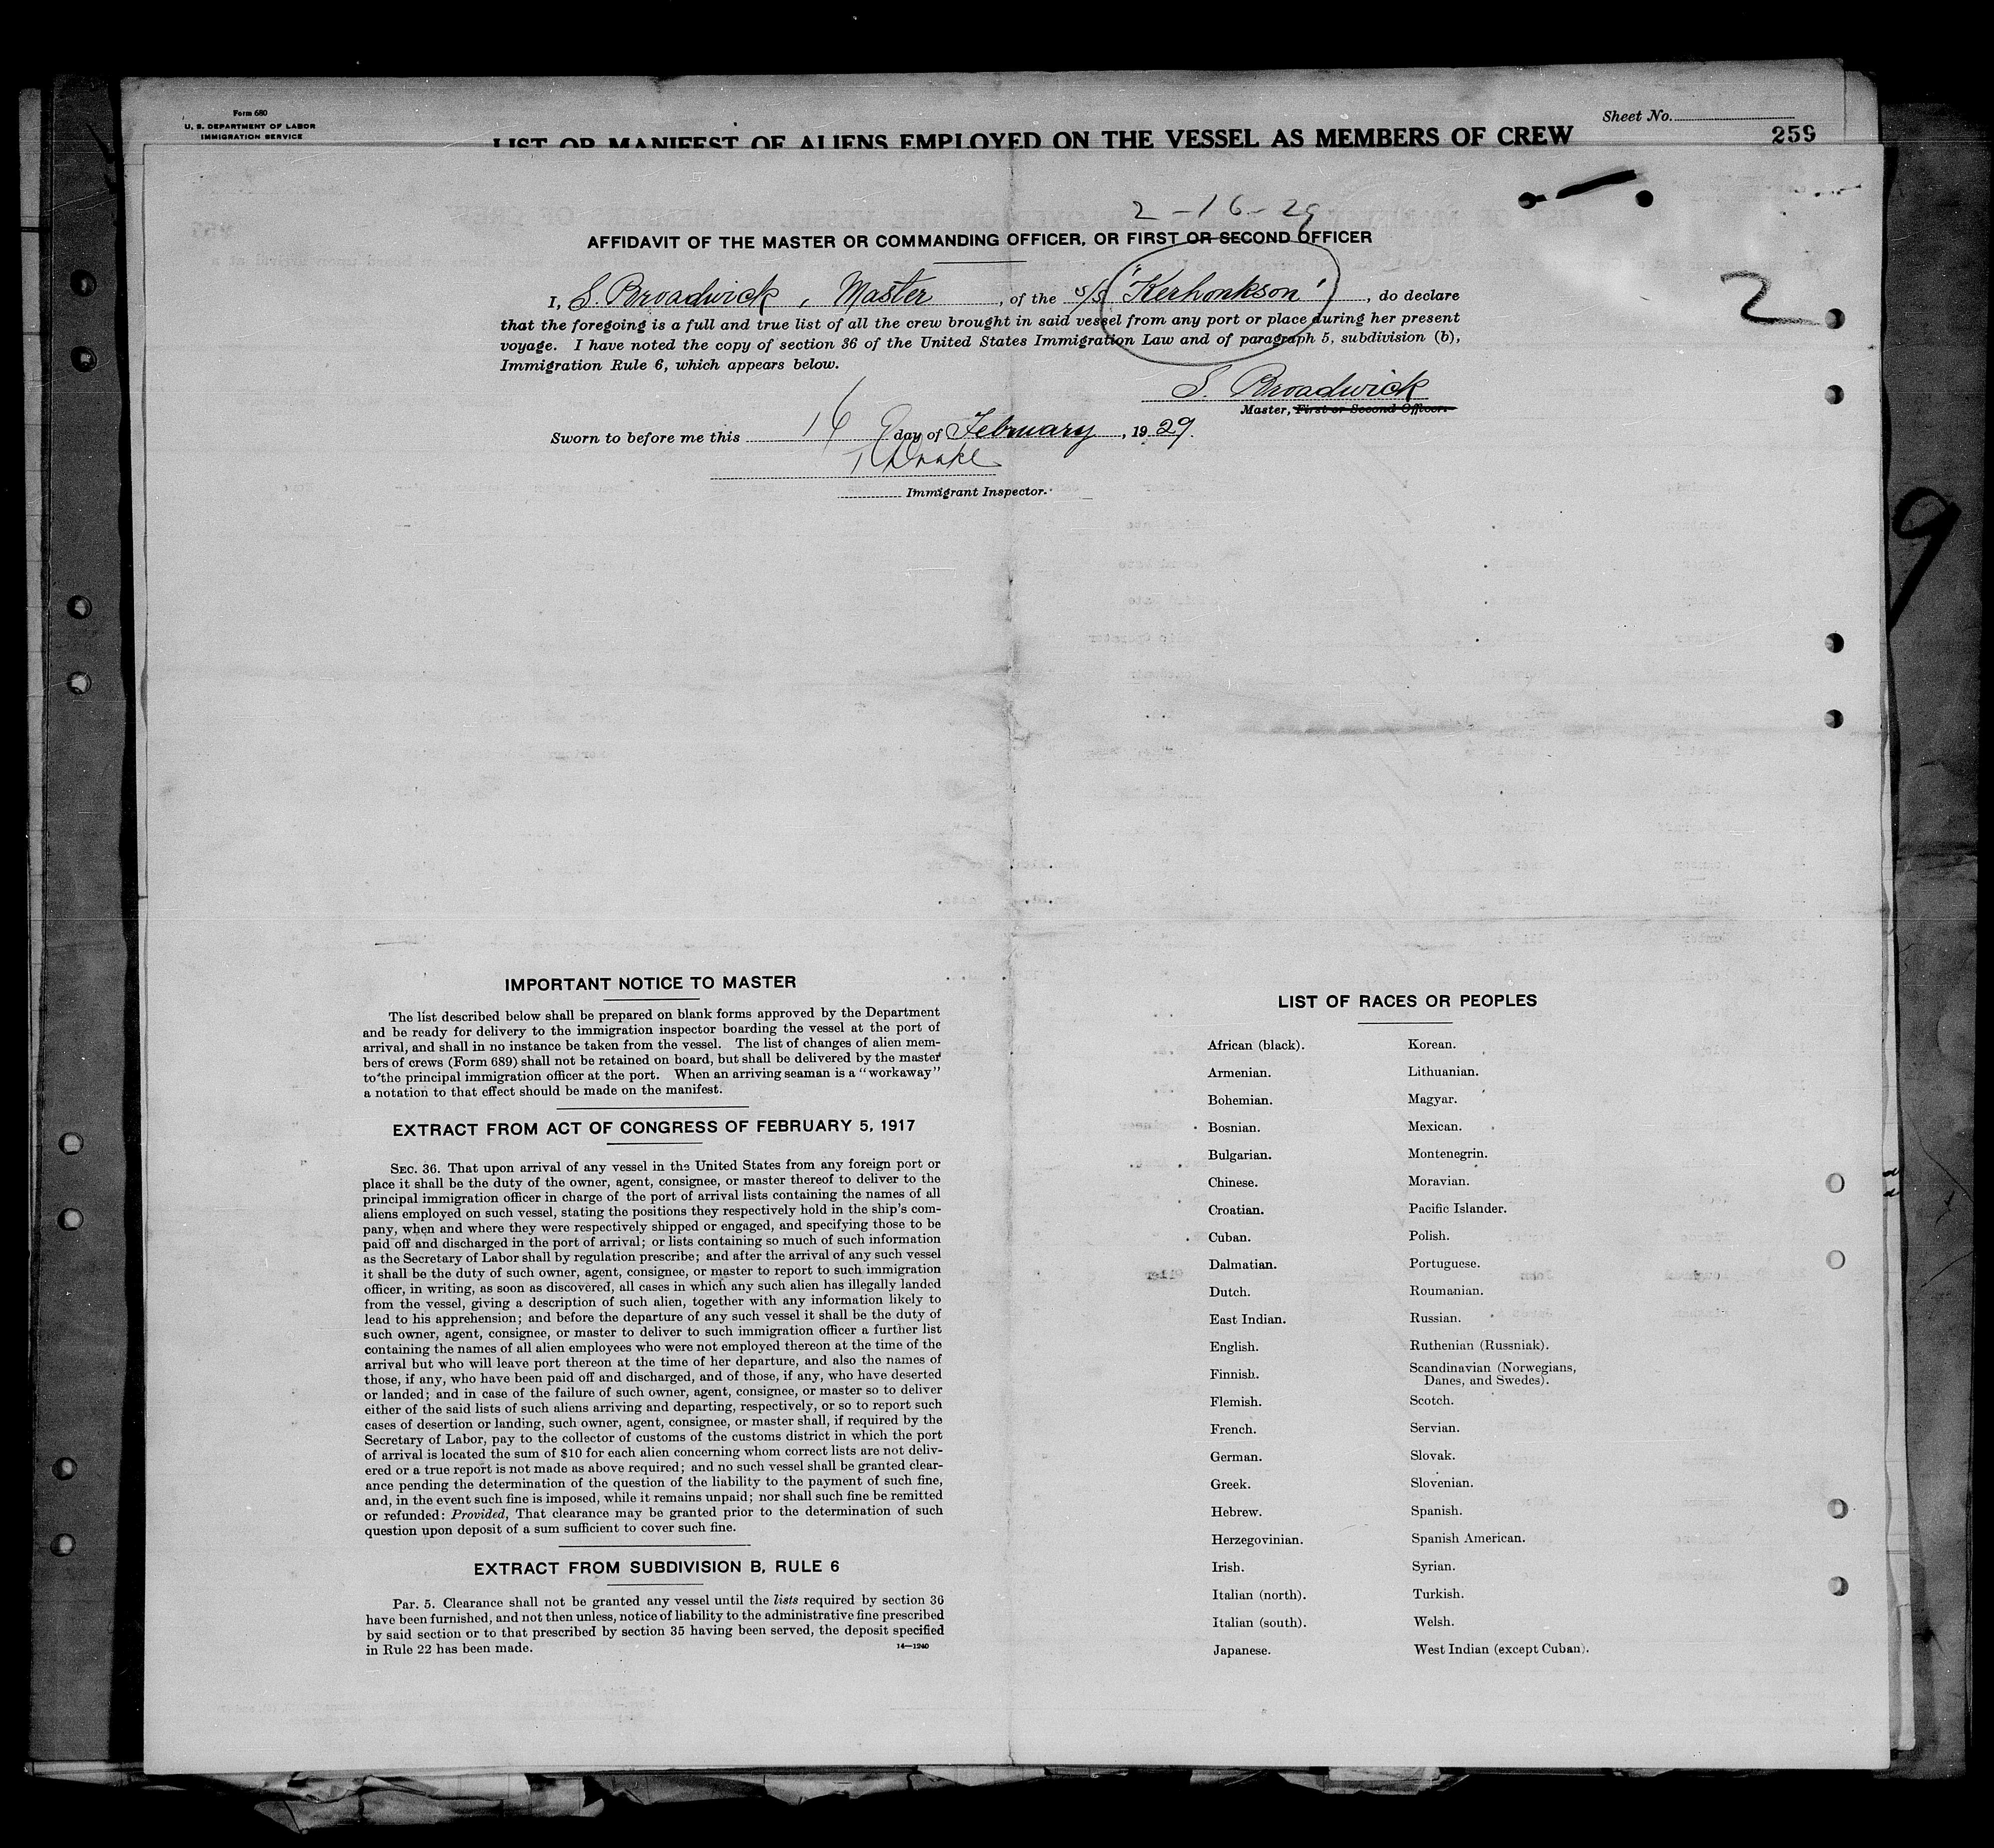 Form 680
U. S. DEPARTMENT OF LABOR
IMMIGRATION SERVICE
Sheet No.
LIST OR MANIFEST OF ALIENS EMPLOYED ON THE VESSEL AS MEMBERS OF CREW
259
2-16-29
AFFIDAVIT OF THE MASTER OR COMMANDING OFFICER, OR FIRST OR SECOND OFFICER
I, S. Broadwick, Master, of the s/s "Kerhonkson", do declare
that the foregoing is a full and true list of all the crew brought in said vessel from any port or place during her present
voyage. I have noted the copy of section 36 of the United States Immigration Law and of paragraph 5, subdivision (b),
Immigration Rule 6, which appears below.
2
S. Broadwick
Master, First or Second Officer.
Sworn to before me this 16 day of February, 1929.
Immigrant Inspector.
9
IMPORTANT NOTICE TO MASTER
The list described below shall be prepared on blank forms approved by the Department
and be ready for delivery to the immigration inspector boarding the vessel at the port of
arrival, and shall in no instance be taken from the vessel. The list of changes of alien mem-
bers of crews (Form 689) shall not be retained on board, but shall be delivered by the master
to the principal immigration officer at the port. When an arriving seaman is a "workaway"
a notation to that effect should be made on the manifest.
EXTRACT FROM ACT OF CONGRESS OF FEBRUARY 5, 1917
SEC. 36. That upon arrival of any vessel in the United States from any foreign port or
place it shall be the duty of the owner, agent, consignee, or master thereof to deliver to the
principal immigration officer in charge of the port of arrival lists containing the names of all
aliens employed on such vessel, stating the positions they respectively hold in the ship's com-
pany, when and where they were respectively shipped or engaged, and specifying those to be
paid off and discharged in the port of arrival; or lists containing so much of such information
as the Secretary of Labor shall by regulation prescribe; and after the arrival of any such vessel
it shall be the duty of such owner, agent, consignee, or master to report to such immigration
officer, in writing, as soon as discovered, all cases in which any such alien has illegally landed
from the vessel, giving a description of such alien, together with any information likely to
lead to his apprehension; and before the departure of any such vessel it shall be the duty of
such owner, agent, consignee, or master to deliver to such immigration officer a further list
containing the names of all alien employees who were not employed thereon at the time of the
arrival but who will leave port thereon at the time of her departure, and also the names of
those, if any, who have been paid off and discharged, and of those, if any, who have deserted
or landed; and in case of the failure of such owner, agent, consignee, or master so to deliver
either of the said lists of such aliens arriving and departing, respectively, or so to report such
cases of desertion or landing, such owner, agent, consignee, or master shall, if required by the
Secretary of Labor, pay to the collector of customs of the customs district in which the port
of arrival is located the sum of $10 for each alien concerning whom correct lists are not deliv-
ered or a true report is not made as above required; and no such vessel shall be granted clear-
ance pending the determination of the question of the liability to the payment of such fine,
and, in the event such fine is imposed, while it remains unpaid; nor shall such fine be remitted
or refunded: Provided, That clearance may be granted prior to the determination of such
question upon deposit of a sum sufficient to cover such fine.
EXTRACT FROM SUBDIVISION B, RULE 6
Par. 5. Clearance shall not be granted any vessel until the lists required by section 36
have been furnished, and not then unless, notice of liability to the administrative fine prescribed
by said section or to that prescribed by section 35 having been served, the deposit specified
in Rule 22 has been made.
14—1240
LIST OF RACES OR PEOPLES
African (black).
Armenian.
Bohemian.
Bosnian.
Bulgarian.
Chinese.
Croatian.
Cuban.
Dalmatian.
Dutch.
East Indian.
English.
Finnish.
Flemish.
French.
German.
Greek.
Hebrew.
Herzegovinian.
Irish.
Italian (north).
Italian (south).
Japanese.
Korean.
Lithuanian.
Magyar.
Mexican.
Montenegrin.
Moravian.
Pacific Islander.
Polish.
Portuguese.
Roumanian.
Russian.
Ruthenian (Russniak).
Scandinavian (Norwegians,
Danes, and Swedes).
Scotch.
Servian.
Slovak.
Slovenian.
Spanish.
Spanish American.
Syrian.
Turkish.
Welsh.
West Indian (except Cuban).